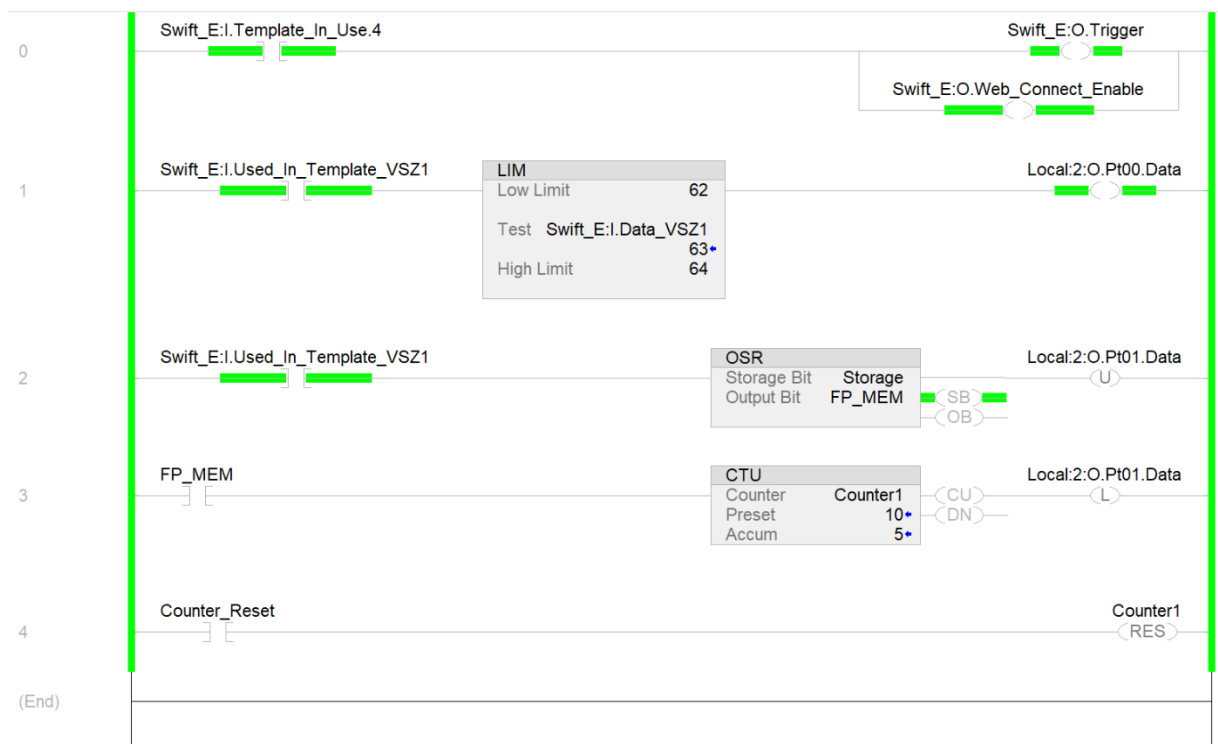 Swift_E:I.Template_In_Use.4 Swift_E:O.Trigger
0
Swift_E:O.Web_Connect_Enable
Swift_E:I.Used_In_Template_VSZ1 LIM Local:2:O.Pt00.Data
1 Low Limit 62
Test Swift_E:I.Data_VSZ1
63
High Limit 64
Swift_E:I.Used_In_Template_VSZ1 OSR Local:2:O.Pt01.Data
2 Storage Bit Storage U
Output Bit FP_MEM SB
OB
FP_MEM CTU Local:2:O.Pt01.Data
3 Counter Counter1 CU L
Preset 10 DN
Accum 5
Counter_Reset Counter1
4 RES
(End)